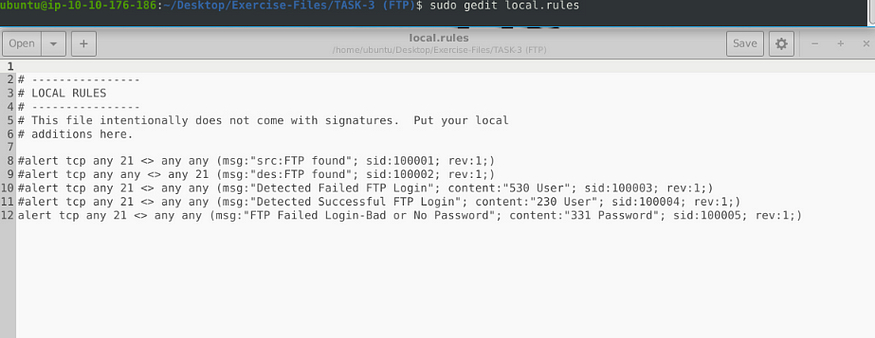 ubuntu@ip-10-10-176-186:~/Desktop/Exercise-Files/TASK-3 (FTP)$ sudo gedit local.rules
Open
local.rules
/home/ubuntu/Desktop/Exercise-Files/TASK-3 (FTP)
Save
1
2 # ----------------
3 # LOCAL RULES
4 # ----------------
5 # This file intentionally does not come with signatures.  Put your local
6 # additions here.
7
8 #alert tcp any 21 <> any any (msg:"src:FTP found"; sid:100001; rev:1;)
9 #alert tcp any any <> any 21 (msg:"des:FTP found"; sid:100002; rev:1;)
10 #alert tcp any 21 <> any any (msg:"Detected Failed FTP Login"; content:"530 User"; sid:100003; rev:1;)
11 #alert tcp any 21 <> any any (msg:"Detected Successful FTP Login"; content:"230 User"; sid:100004; rev:1;)
12 alert tcp any 21 <> any any (msg:"FTP Failed Login-Bad or No Password"; content:"331 Password"; sid:100005; rev:1;)